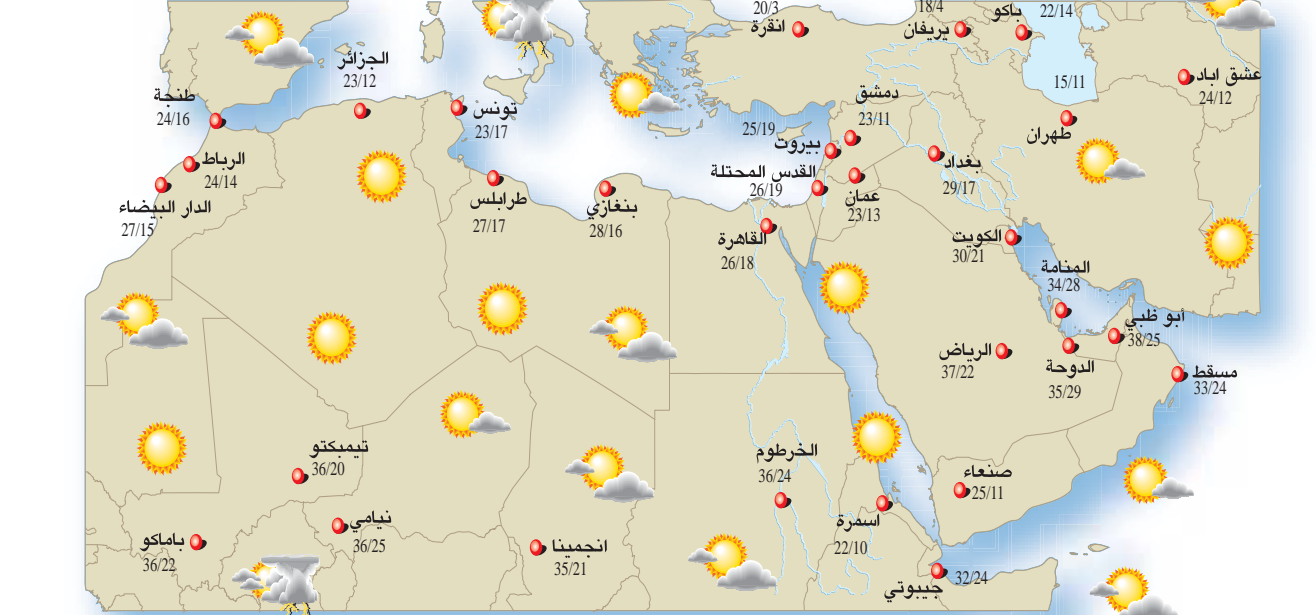 20/3
انقرة
18/4
يريفان
باكو
22/14
15/11
عشق اباد
24/12
طهران
الجزائر
23/12
طنجة
24/16
تونس
23/17
دمشق
23/11
25/19
بيروت
بغداد
29/17
الرباط
24/14
القدس المحتلة
26/19
عمان
23/13
الدار البيضاء
27/15
طرابلس
27/17
بنغازي
28/16
القاهرة
26/18
الكويت
30/21
المنامة
34/28
أبو ظبي
38/25
الرياض
37/22
الدوحة
35/29
مسقط
33/24
تيمبكتو
36/20
الخرطوم
36/24
صنعاء
25/11
اسمرة
22/10
نيامي
36/25
باماكو
36/22
انجمينا
35/21
جيبوتي
32/24